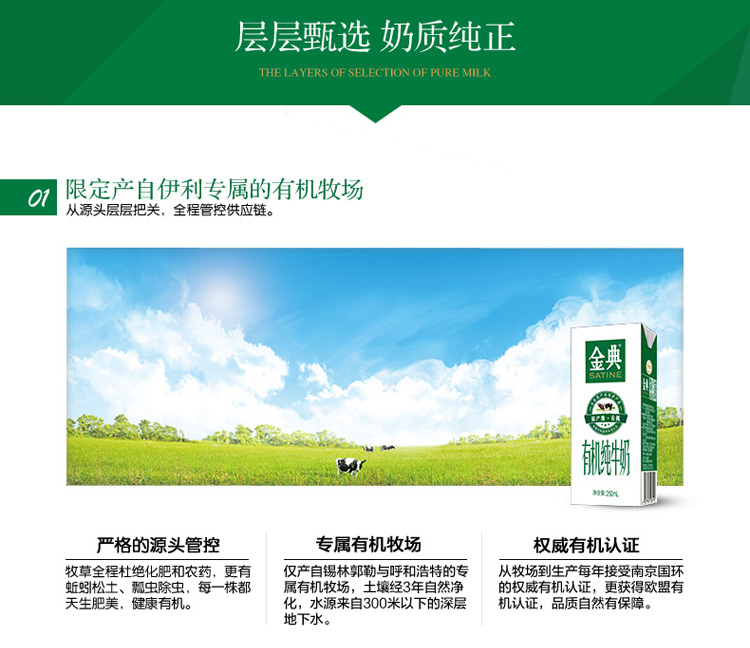 层层甄选 奶质纯正
THE LAYERS OF SELECTION OF PURE MILK
01
限定产自伊利专属的有机牧场
从源头层层把关，全程管控供应链。
金典
SATINE
有机纯牛奶
净含量:250mL
严格的源头管控
牧草全程杜绝化肥和农药，更有
蚯蚓松土、瓢虫除虫，每一株都
天生肥美，健康有机。
专属有机牧场
仅产自锡林郭勒与呼和浩特的专
属有机牧场，土壤经3年自然净
化，水源来自300米以下的深层
地下水。
权威有机认证
从牧场到生产每年接受南京国环
的权威有机认证，更获得欧盟有
机认证，品质自然有保障。